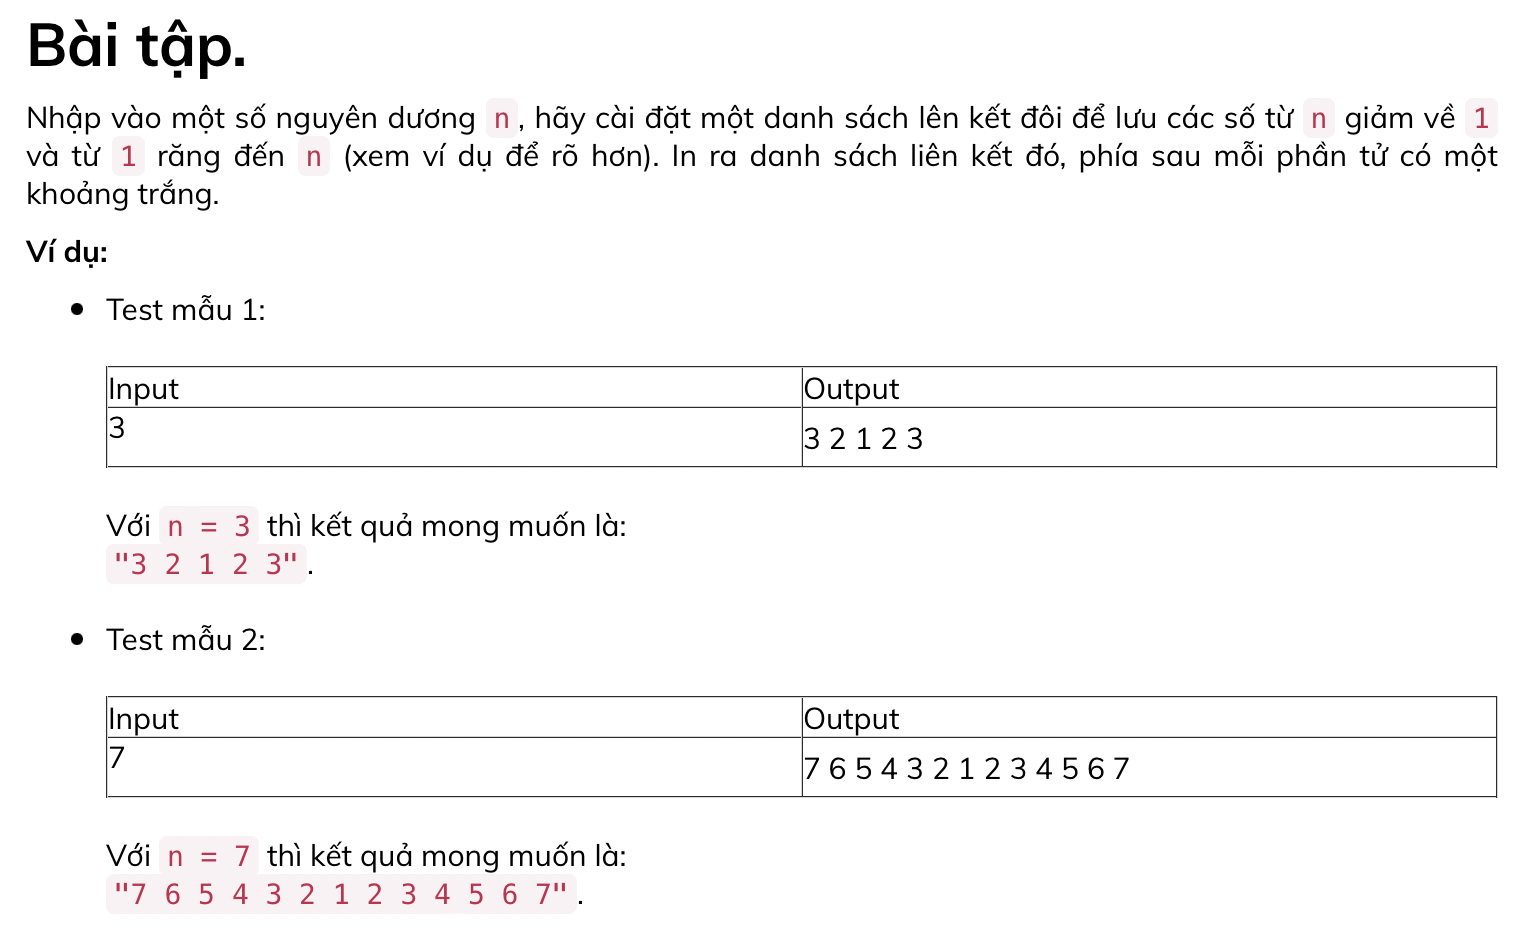 Bài tập.
Nhập vào một số nguyên dương n, hãy cài đặt một danh sách lên kết đôi để lưu các số từ n giảm về 1
và từ 1 răng đến n (xem ví dụ để rõ hơn). In ra danh sách liên kết đó, phía sau mỗi phần tử có một
khoảng trắng.
Ví dụ:
Test mẫu 1:
Input Output
3 3 2 1 2 3
Với n = 3 thì kết quả mong muốn là:
"3 2 1 2 3".
Test mẫu 2:
Input Output
7 7 6 5 4 3 2 1 2 3 4 5 6 7
Với n = 7 thì kết quả mong muốn là:
"7 6 5 4 3 2 1 2 3 4 5 6 7".